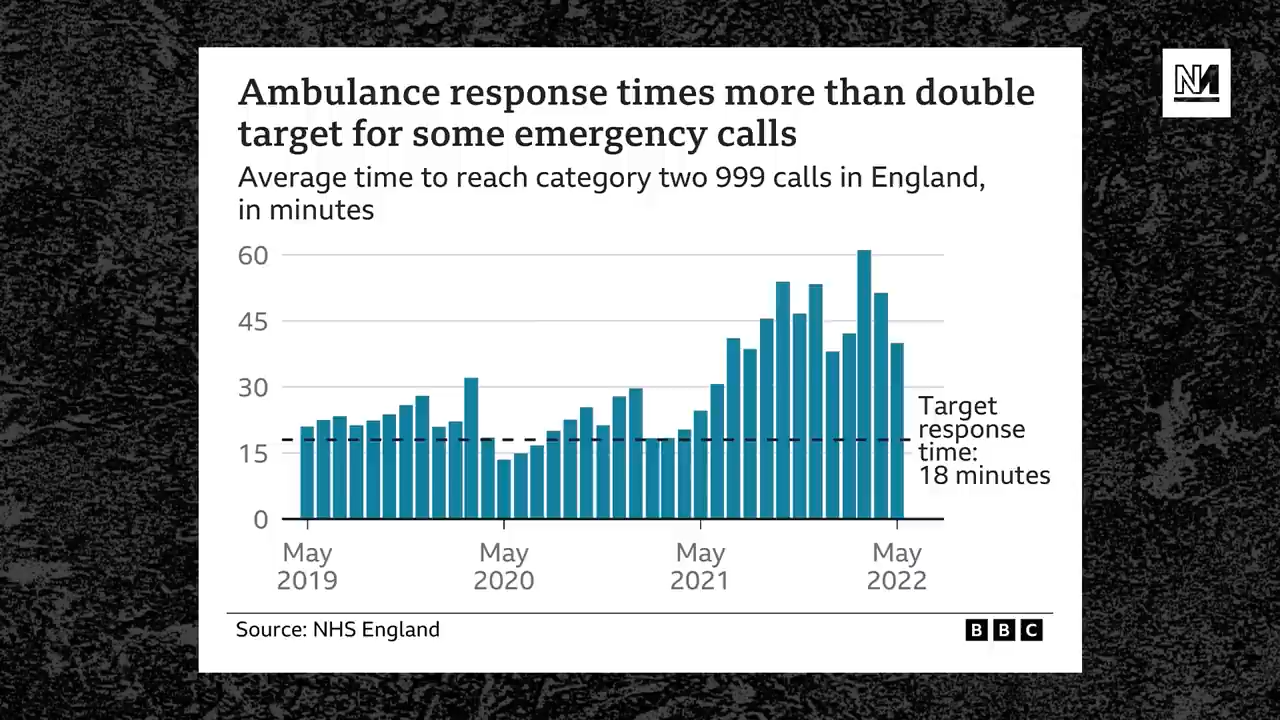 Ambulance response times more than double
target for some emergency calls
Average time to reach category two 999 calls in England,
in minutes
60
45
30
15
0
Target
response
time:
18 minutes
May
2019
May
2020
May
2021
May
2022
Source: NHS England
BBC
NM